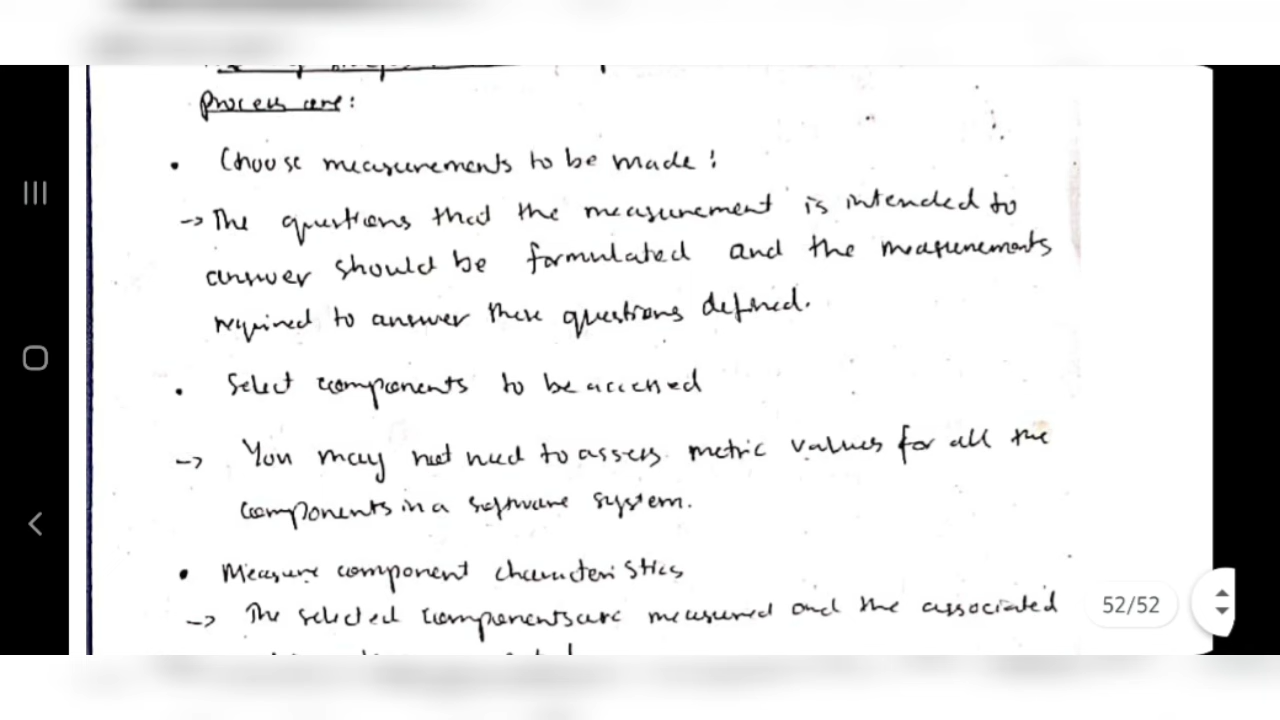 Process are:
• Choose measurements to be made:
→ The questions that the measurement is intended to
answer should be formulated and the measurements
required to answer these questions defined.
• Select components to be accessed
→ You may not need to assess metric values for all the
components in a software system.
• Measure component characteristics
→ The selected components are measured and the associated
52/52